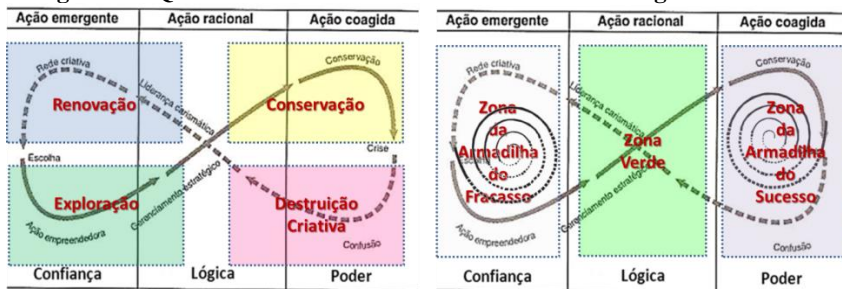 Ação emergente
Ação racional
Ação coagida
Rede criativa
Renovação
Liderança carismática
Conservação
Conservação
Escolha
Crise
Exploração
Gerenciamento estratégico
Destruição
Criativa
Ação empreendedora
Confusão
Confiança
Lógica
Poder
Ação emergente
Ação racional
Ação coagida
Rede criativa
Liderança carismática
Conservação
Zona
da
Armadilha
do
Fracasso
Zona
Verde
Zona
da
Armadilha
do
Sucesso
Gerenciamento estratégico
Ação empreendedora
Confusão
Confiança
Lógica
Poder